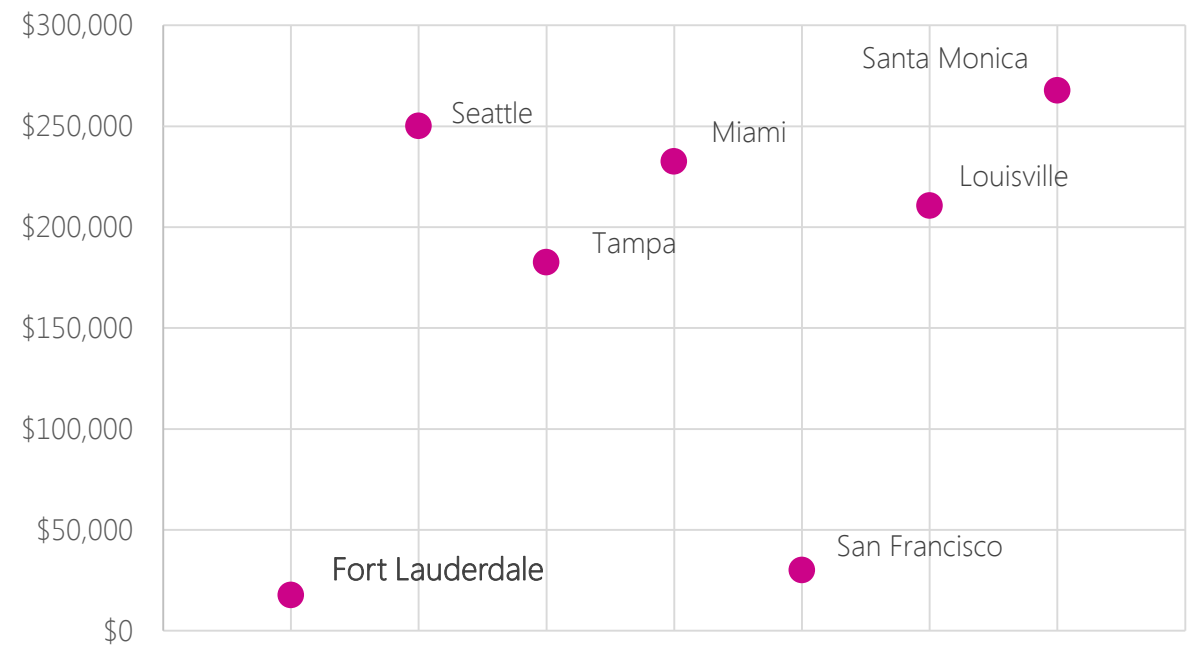 $300,000
Santa Monica
Seattle
$250,000
Miami
Louisville
$200,000
Tampa
$150,000
$100,000
$50,000
San Francisco
Fort Lauderdale
$0